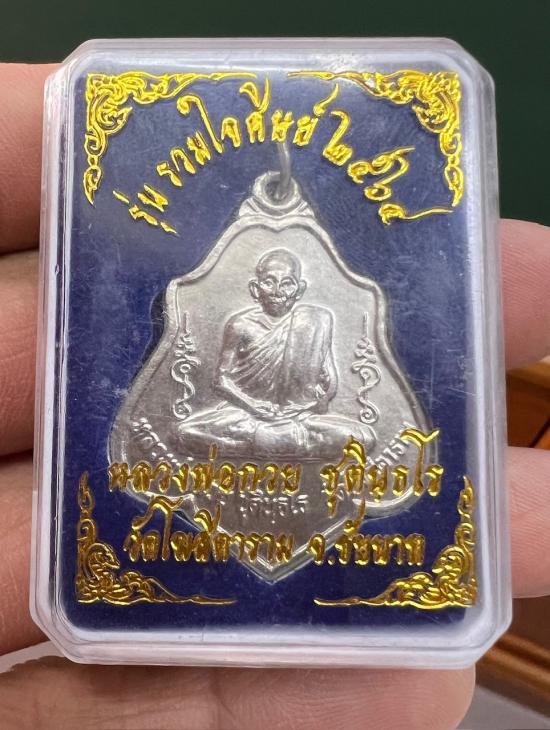 รุ่น รวมใจศิษย์ ๒๕๖๔
หลวงพ่อกวย ชุตินฺธโร
วัดโฆสิตาราม จ.ชัยนาท